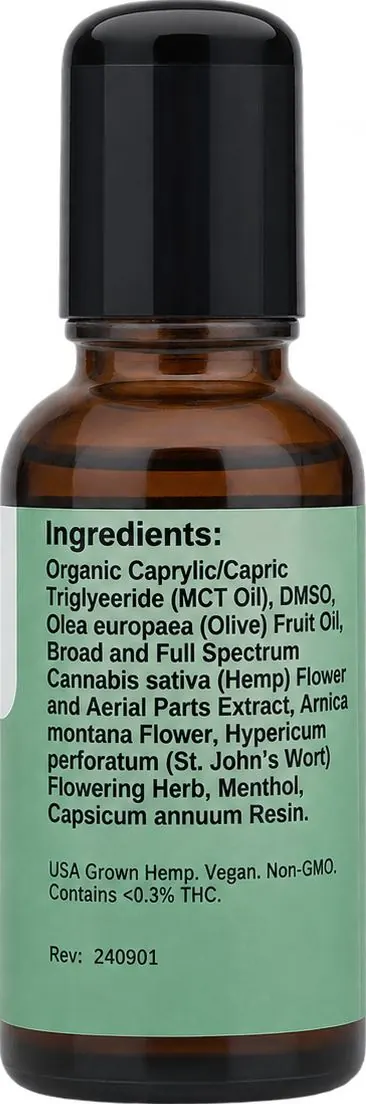 Ingredients:
Organic Caprylic/Capric
Triglyeeride (MCT Oil), DMSO,
Olea europaea (Olive) Fruit Oil,
Broad and Full Spectrum
Cannabis sativa (Hemp) Flower
and Aerial Parts Extract, Arnica
montana Flower, Hypericum
perforatum (St. John's Wort)
Flowering Herb, Menthol,
Capsicum annuum Resin.
USA Grown Hemp. Vegan. Non-GMO.
Contains <0.3% THC.
Rev: 240901